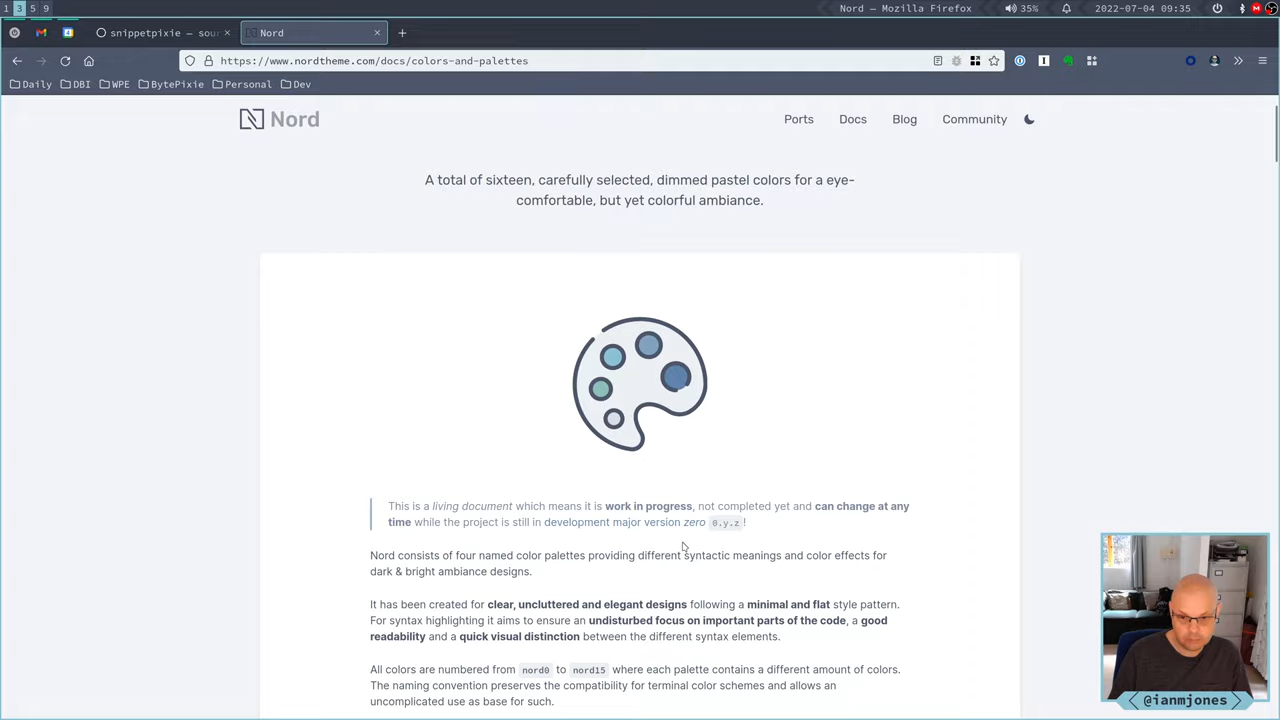 1 3 5 9
Nord — Mozilla Firefox
35%
2022-07-04 09:35
snippetpixie — sour
Nord
https://www.nordtheme.com/docs/colors-and-palettes
Daily
DBI
WPE
BytePixie
Personal
Dev
Nord
Ports
Docs
Blog
Community
A total of sixteen, carefully selected, dimmed pastel colors for a eye-
comfortable, but yet colorful ambiance.
This is a living document which means it is work in progress, not completed yet and can change at any
time while the project is still in development major version zero 0.y.z!
Nord consists of four named color palettes providing different syntactic meanings and color effects for
dark & bright ambiance designs.
It has been created for clear, uncluttered and elegant designs following a minimal and flat style pattern.
For syntax highlighting it aims to ensure an undisturbed focus on important parts of the code, a good
readability and a quick visual distinction between the different syntax elements.
All colors are numbered from nord0 to nord15 where each palette contains a different amount of colors.
The naming convention preserves the compatibility for terminal color schemes and allows an
uncomplicated use as base for such.
@ianmjones